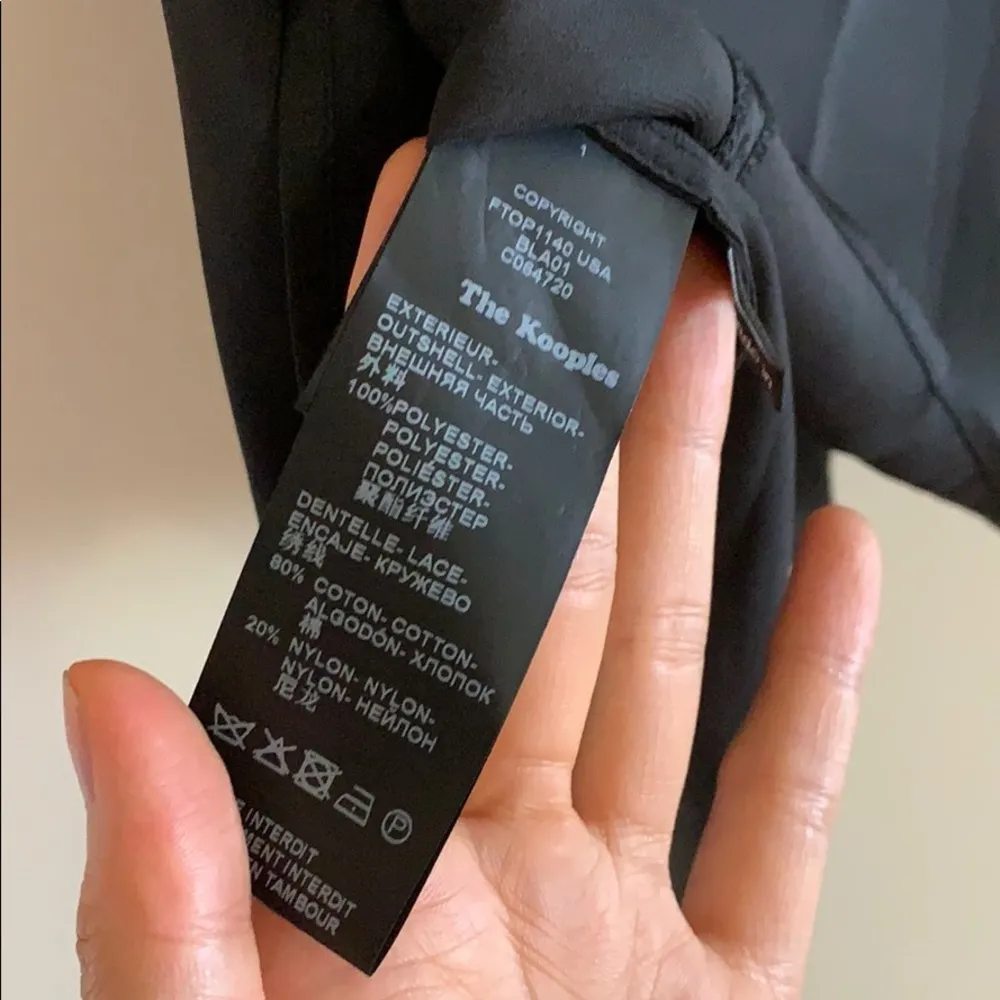 1
COPYRIGHT
FTOP1140 USA
BLA01
C064720
The Kooples
EXTERIEUR-
OUTSHELL- EXTERIOR-
ВНЕШНЯЯ ЧАСТЬ
外料
100%POLYESTER-
POLYESTER-
POLIÉSTER-
ПОЛИЭСТЕР
聚酯纤维
DENTELLE- LACE-
ENCAJE- КРУЖЕВО
绣线
80% COTON- COTTON-
ALGODÓN- ХЛОПОК
棉
20% NYLON- NYLON-
NYLON- НЕЙЛОН
尼龙
P
INTERDIT
MENT INTERDIT
EN TAMBOUR